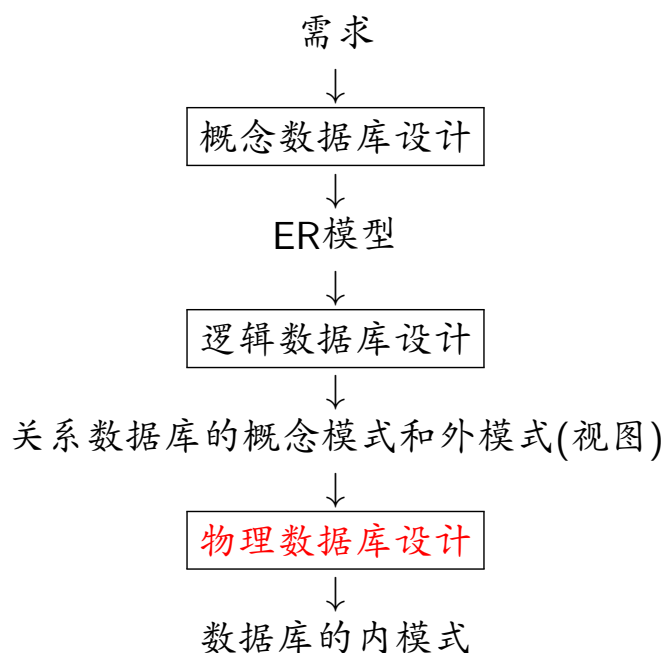 需求
↓
概念数据库设计
↓
ER模型
↓
逻辑数据库设计
↓
关系数据库的概念模式和外模式(视图)
↓
物理数据库设计
↓
数据库的内模式